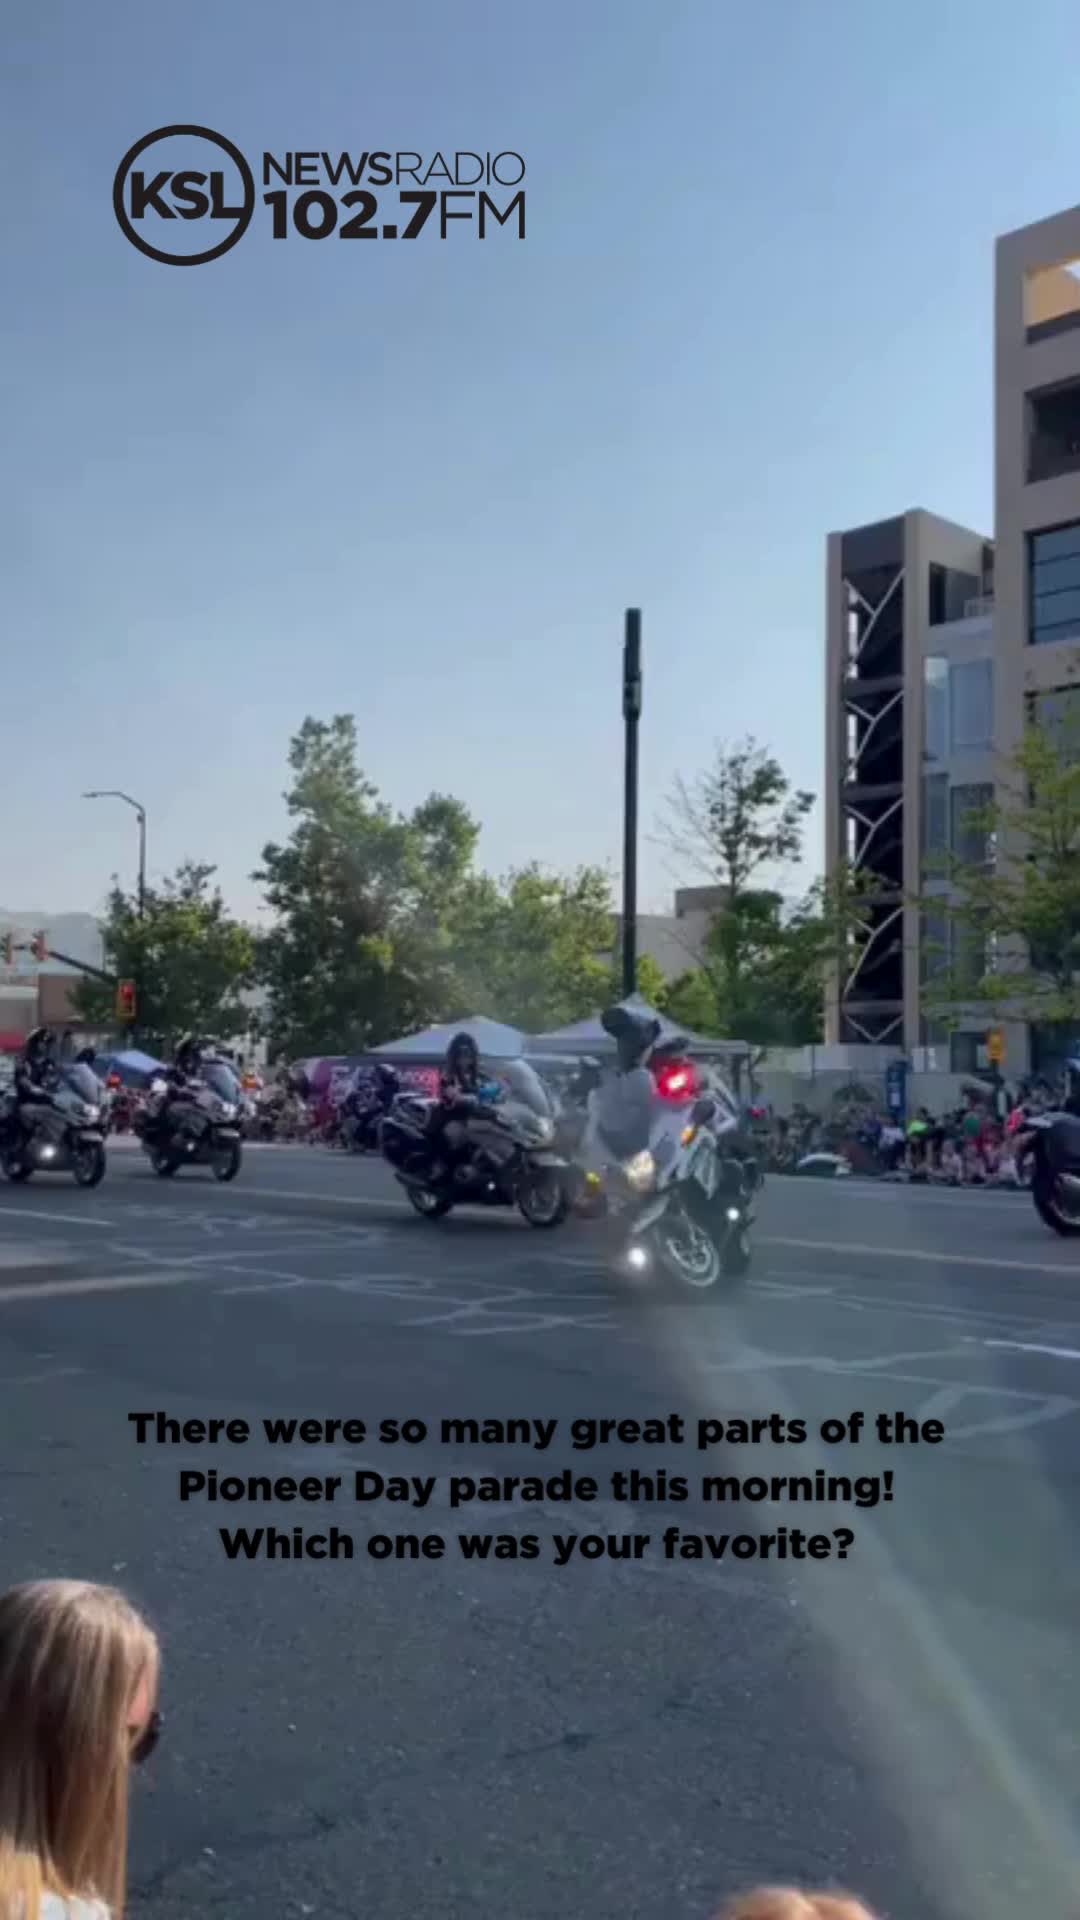 KSL NEWSRADIO
102.7FM
There were so many great parts of the
Pioneer Day parade this morning!
Which one was your favorite?